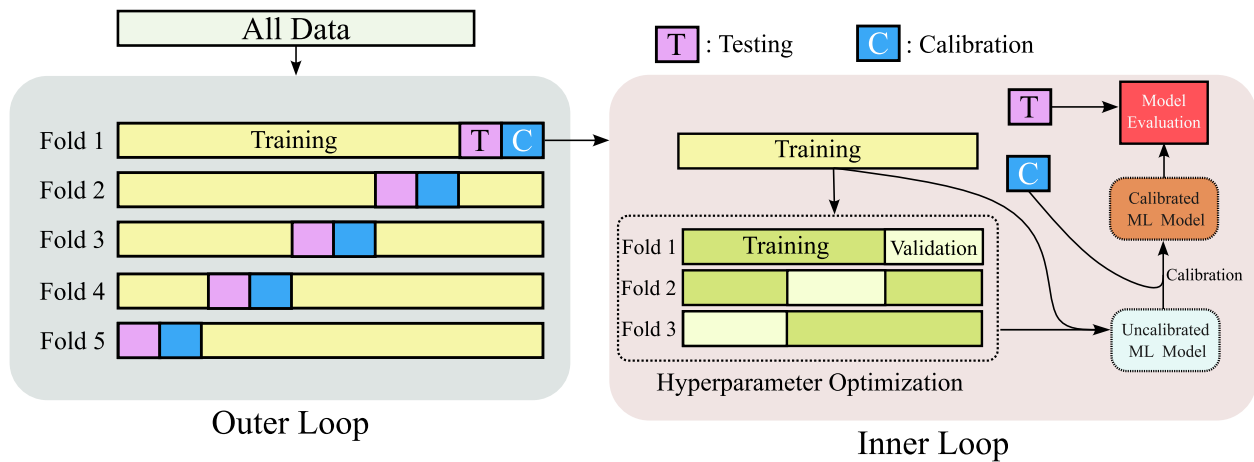 All Data
T : Testing
C : Calibration
Fold 1
Training
T
C
Fold 2
Fold 3
Fold 4
Fold 5
Outer Loop
Training
Fold 1
Training
Validation
Fold 2
Fold 3
Hyperparameter Optimization
T
Model
Evaluation
C
Calibrated
ML Model
Calibration
Uncalibrated
ML Model
Inner Loop